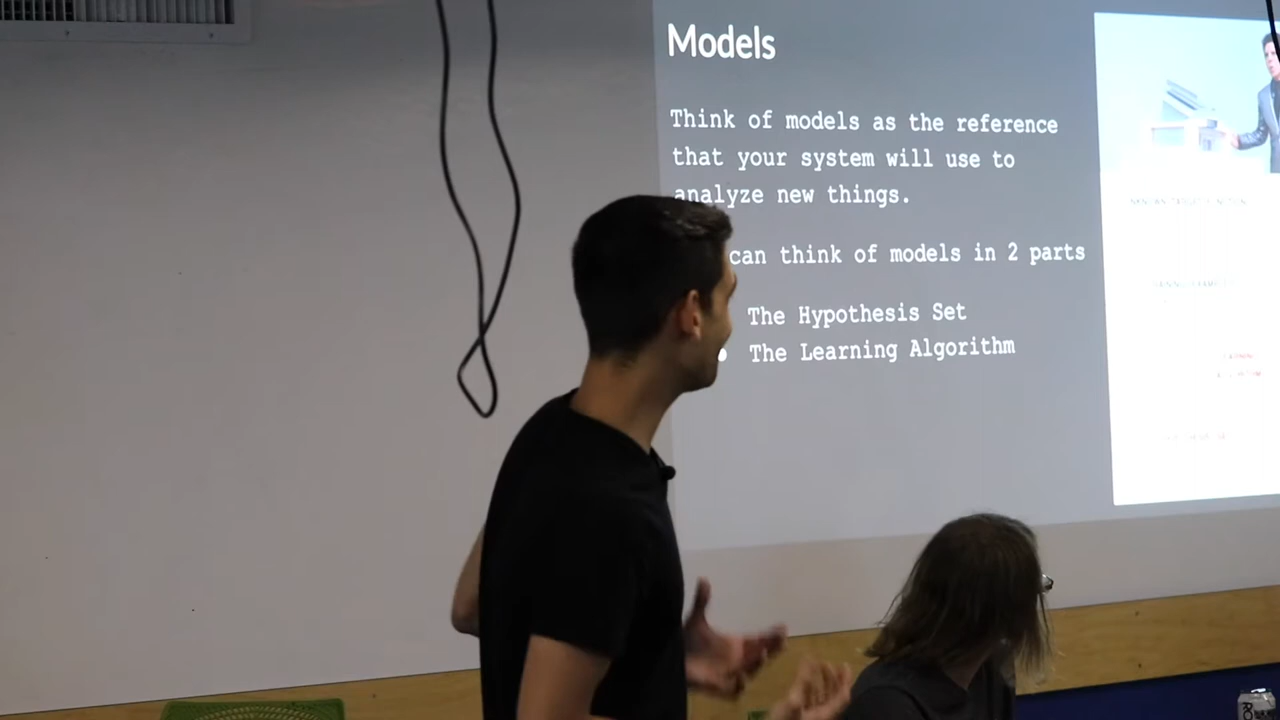 Models
Think of models as the reference
that your system will use to
analyze new things.
can think of models in 2 parts
The Hypothesis Set
● The Learning Algorithm